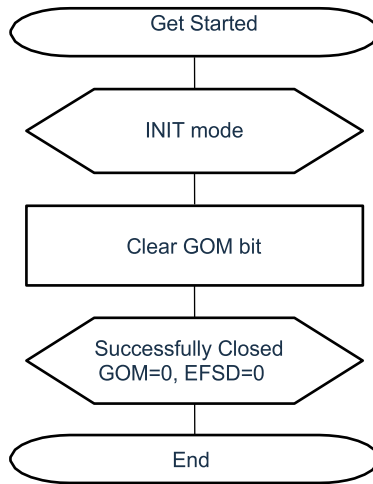 Get Started
INIT mode
Clear GOM bit
Successfully Closed
GOM=0, EFSD=0
End